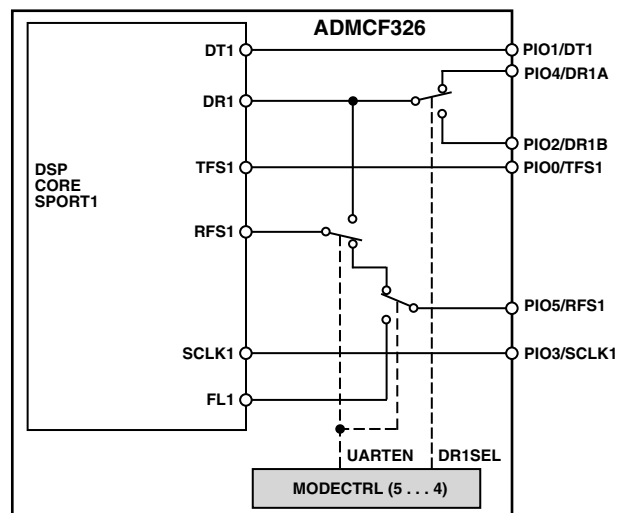 ADMCF326
DT1
PIO1/DT1
PIO4/DR1A
DR1
PIO2/DR1B
DSP
CORE
SPORT1
TFS1
PIO0/TFS1
RFS1
PIO5/RFS1
SCLK1
PIO3/SCLK1
FL1
UARTEN
DR1SEL
MODECTRL (5 . . . 4)